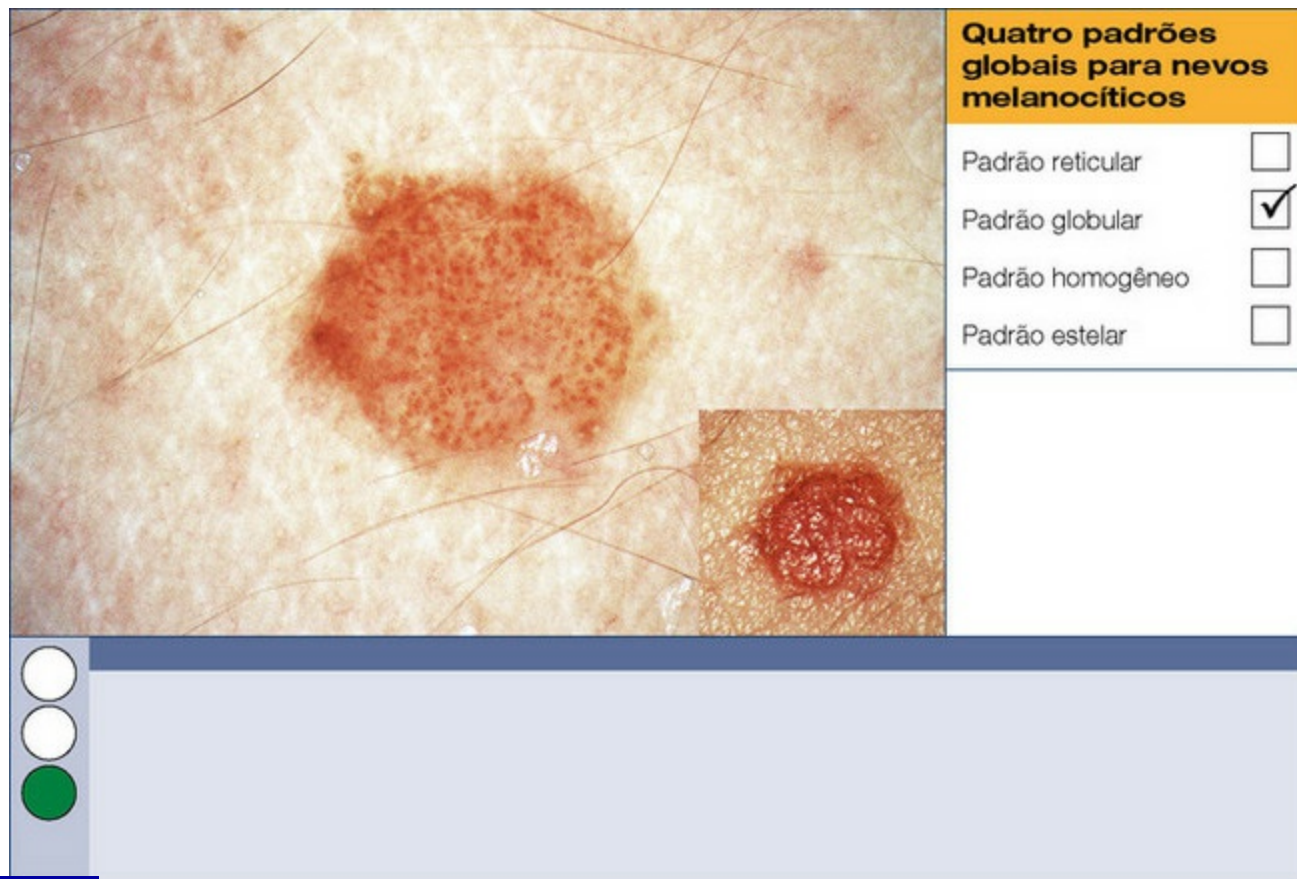 Quatro padrões
globais para nevos
melanocíticos
Padrão reticular
Padrão globular
Padrão homogêneo
Padrão estelar